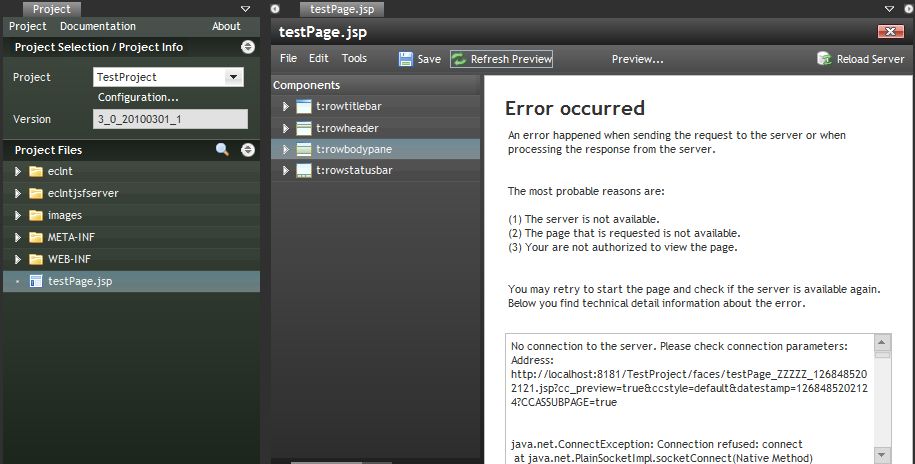 Project
Project Documentation About
Project Selection / Project Info
Project TestProject
Configuration...
Version 3_0_20100301_1
Project Files
eclnt
eclntjsfserver
images
META-INF
WEB-INF
testPage.jsp
testPage.jsp
testPage.jsp
File Edit Tools Save Refresh Preview Preview... Reload Server
Components
t:rowtitlebar
t:rowheader
t:rowbodypane
t:rowstatusbar
Error occurred
An error happened when sending the request to the server or when
processing the response from the server.
The most probable reasons are:
(1) The server is not available.
(2) The page that is requested is not available.
(3) Your are not authorized to view the page.
You may retry to start the page and check if the server is available again.
Below you find technical detail information about the error.
No connection to the server. Please check connection parameters:
Address:
http://localhost:8181/TestProject/faces/testPage_ZZZZZ_126848520
2121.jsp?cc_preview=true&ccstyle=default&datestamp=126848520212
4?CCASSUBPAGE=true
java.net.ConnectException: Connection refused: connect
at java.net.PlainSocketImpl.socketConnect(Native Method)